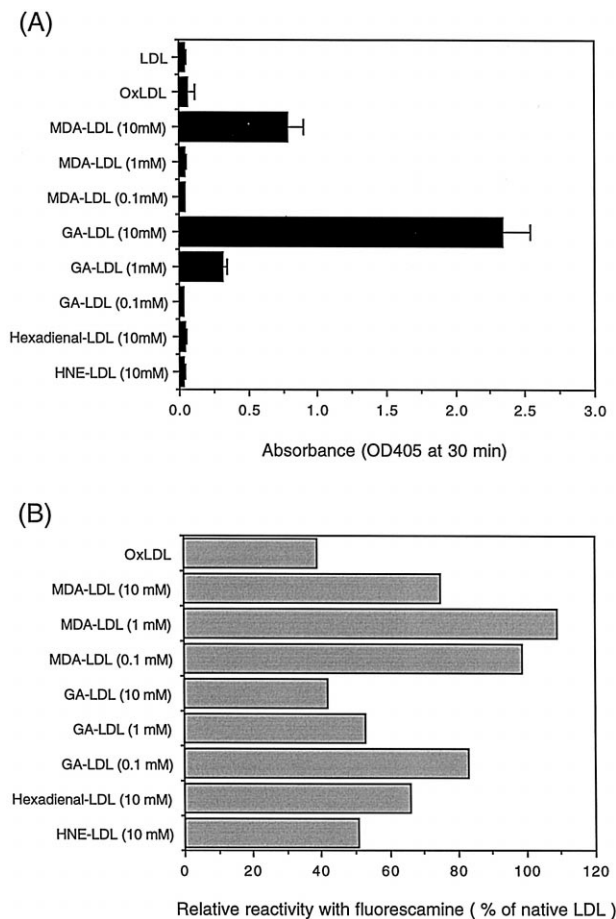 (A)
LDL
OxLDL
MDA-LDL (10mM)
MDA-LDL (1mM)
MDA-LDL (0.1mM)
GA-LDL (10mM)
GA-LDL (1mM)
GA-LDL (0.1mM)
Hexadienal-LDL (10mM)
HNE-LDL (10mM)
0.0 0.5 1.0 1.5 2.0 2.5 3.0
Absorbance (OD405 at 30 min)
(B)
OxLDL
MDA-LDL (10 mM)
MDA-LDL (1 mM)
MDA-LDL (0.1 mM)
GA-LDL (10 mM)
GA-LDL (1 mM)
GA-LDL (0.1 mM)
Hexadienal-LDL (10 mM)
HNE-LDL (10 mM)
0 20 40 60 80 100 120
Relative reactivity with fluorescamine ( % of native LDL )